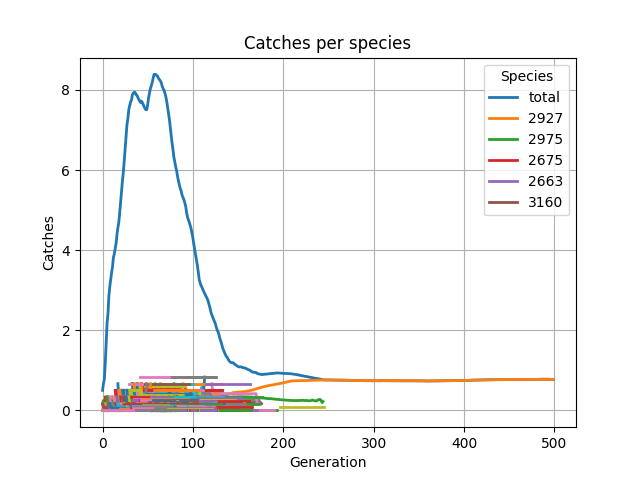 Catches per species
Species
total
2927
2975
2675
2663
3160
Catches
8
6
4
2
0
0 100 200 300 400 500
Generation